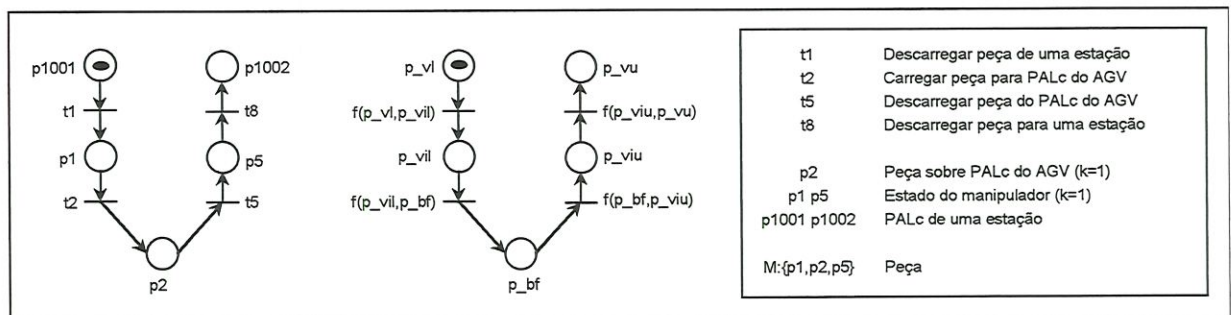 p1001
p1002
t1
t8
p1
p5
t2
t5
p2
p_vl
p_vu
f(p_vl,p_vil)
f(p_viu,p_vu)
p_vil
p_viu
f(p_vil,p_bf)
f(p_bf,p_viu)
p_bf
t1 Descarregar peça de uma estação
t2 Carregar peça para PALc do AGV
t5 Descarregar peça do PALc do AGV
t8 Descarregar peça para uma estação
p2 Peça sobre PALc do AGV (k=1)
p1 p5 Estado do manipulador (k=1)
p1001 p1002 PALc de uma estação
M:{p1,p2,p5} Peça